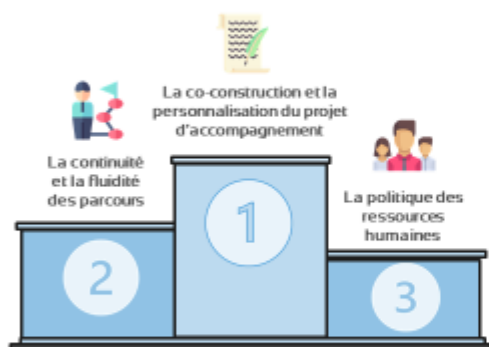 La co-construction et la
personnalisation du projet
d'accompagnement
La continuité
et la fluidité
des parcours
La politique des
ressources
humaines
1
2
3